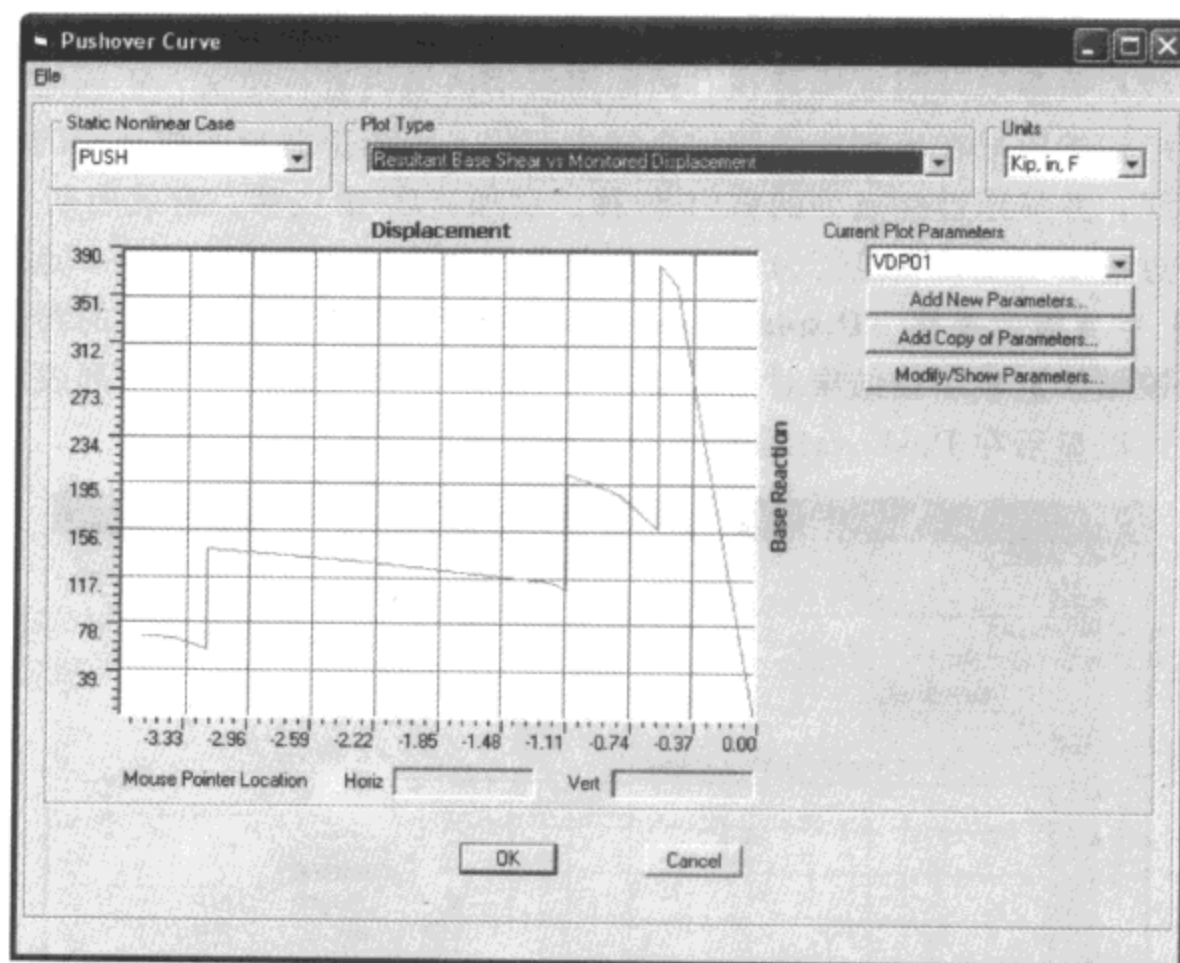 Pushover Curve
File
Static Nonlinear Case
PUSH
Plot Type
Resultant Base Shear vs Monitored Displacement
Units
Kip, in, F
Displacement
390.
351.
312.
273.
234.
195.
156.
117.
78.
39.
-3.33 -2.96 -2.59 -2.22 -1.85 -1.48 -1.11 -0.74 -0.37 0.00
Base Reaction
Current Plot Parameters
VDPO1
Add New Parameters...
Add Copy of Parameters...
Modify/Show Parameters...
Mouse Pointer Location Horiz Vert
OK Cancel